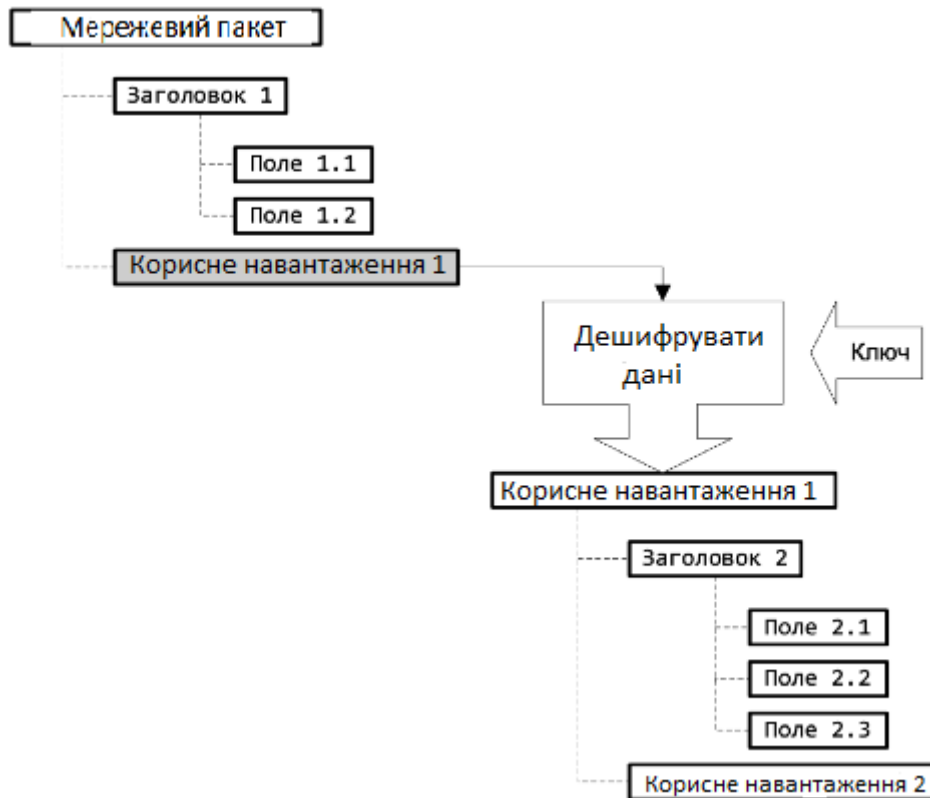 Мережевий пакет
Заголовок 1
Поле 1.1
Поле 1.2
Корисне навантаження 1
Дешифрувати
дані
Ключ
Корисне навантаження 1
Заголовок 2
Поле 2.1
Поле 2.2
Поле 2.3
Корисне навантаження 2